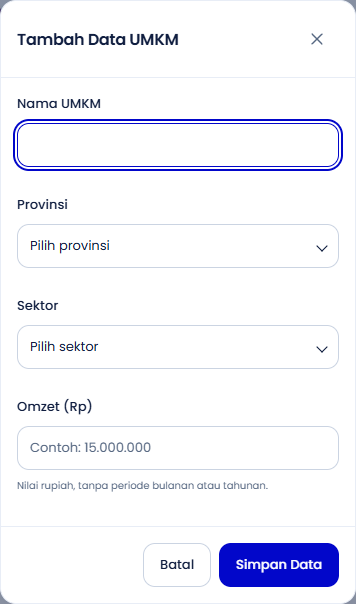 Tambah Data UMKM
Nama UMKM
Provinsi
Pilih provinsi
Sektor
Pilih sektor
Omzet (Rp)
Contoh: 15.000.000
Nilai rupiah, tanpa periode bulanan atau tahunan.
Batal
Simpan Data